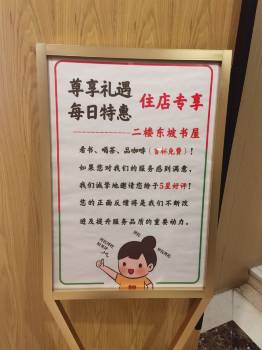 尊享礼遇
每日特惠
住店专享
二楼东坡书屋
看书、喝茶、品咖啡（首杯免费）！
如果您对我们的服务感到满意，
我们诚挚地邀请您给予5星好评！
您的正面反馈将是我们不断改
进及提升服务品质的重要动力。